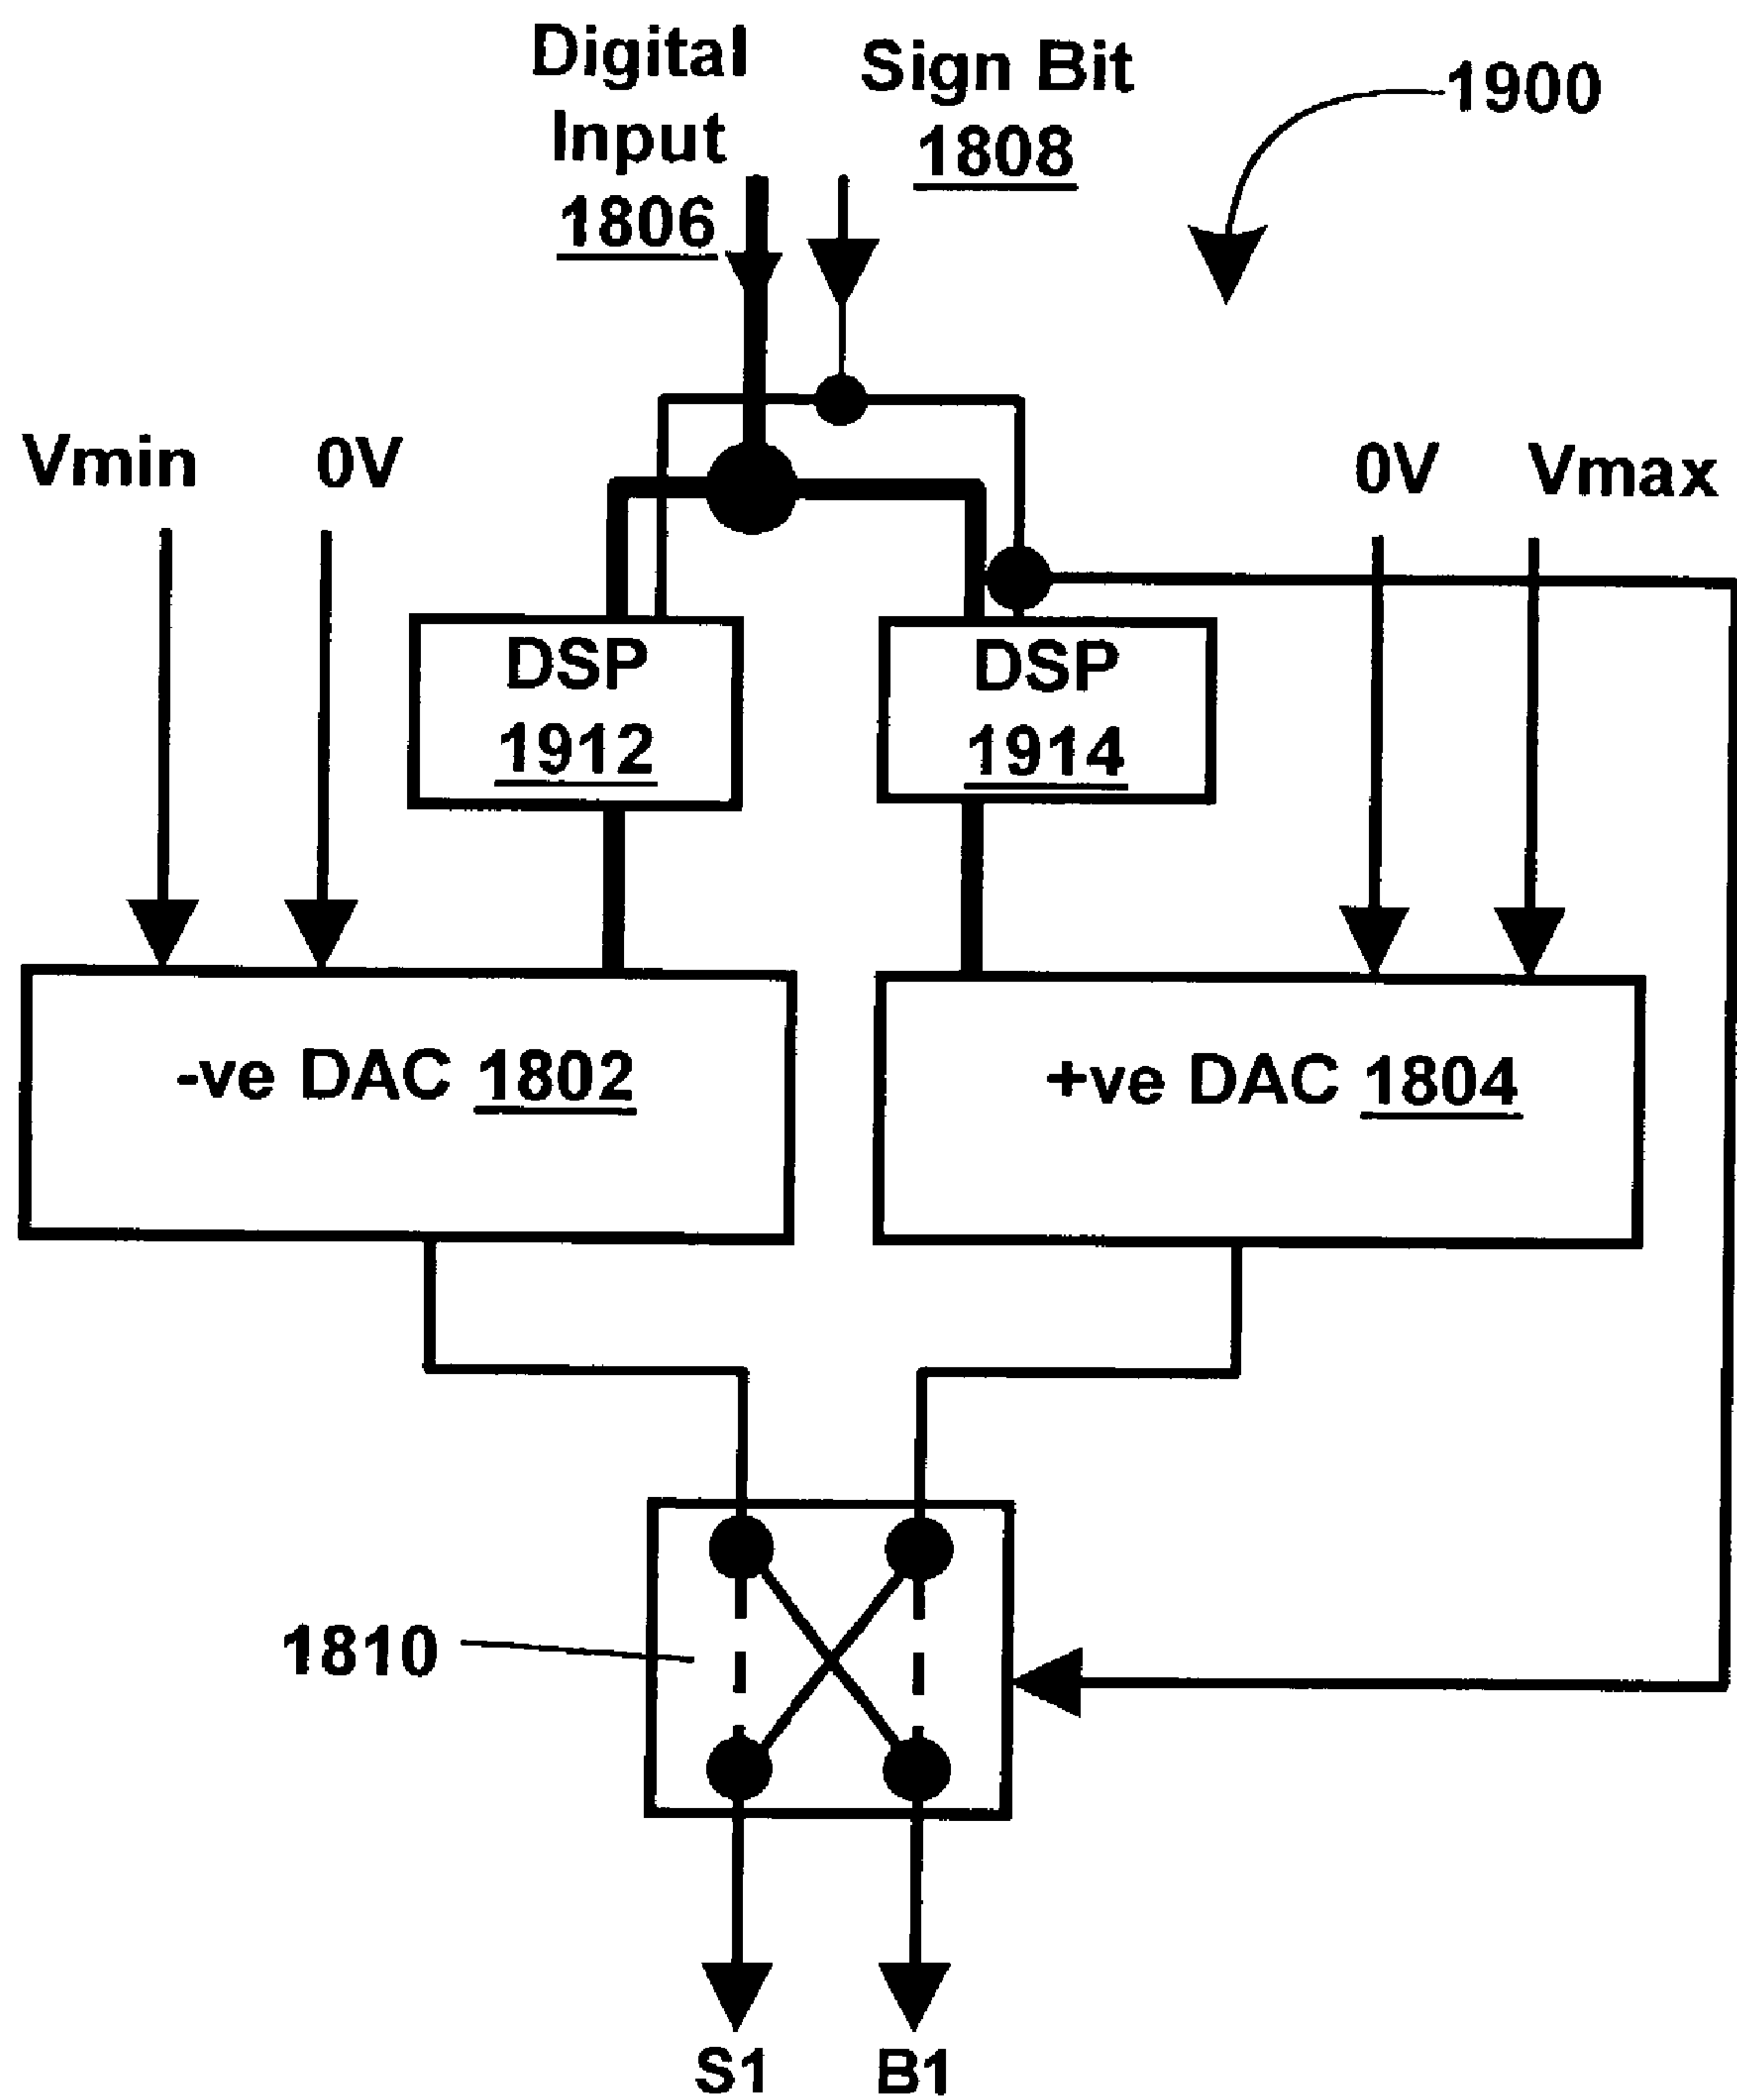 Digital
Input
1806
Sign Bit
1808
1900
Vmin
0V
0V
Vmax
DSP
1912
DSP
1914
-ve DAC 1802
+ve DAC 1804
1810
S1
B1